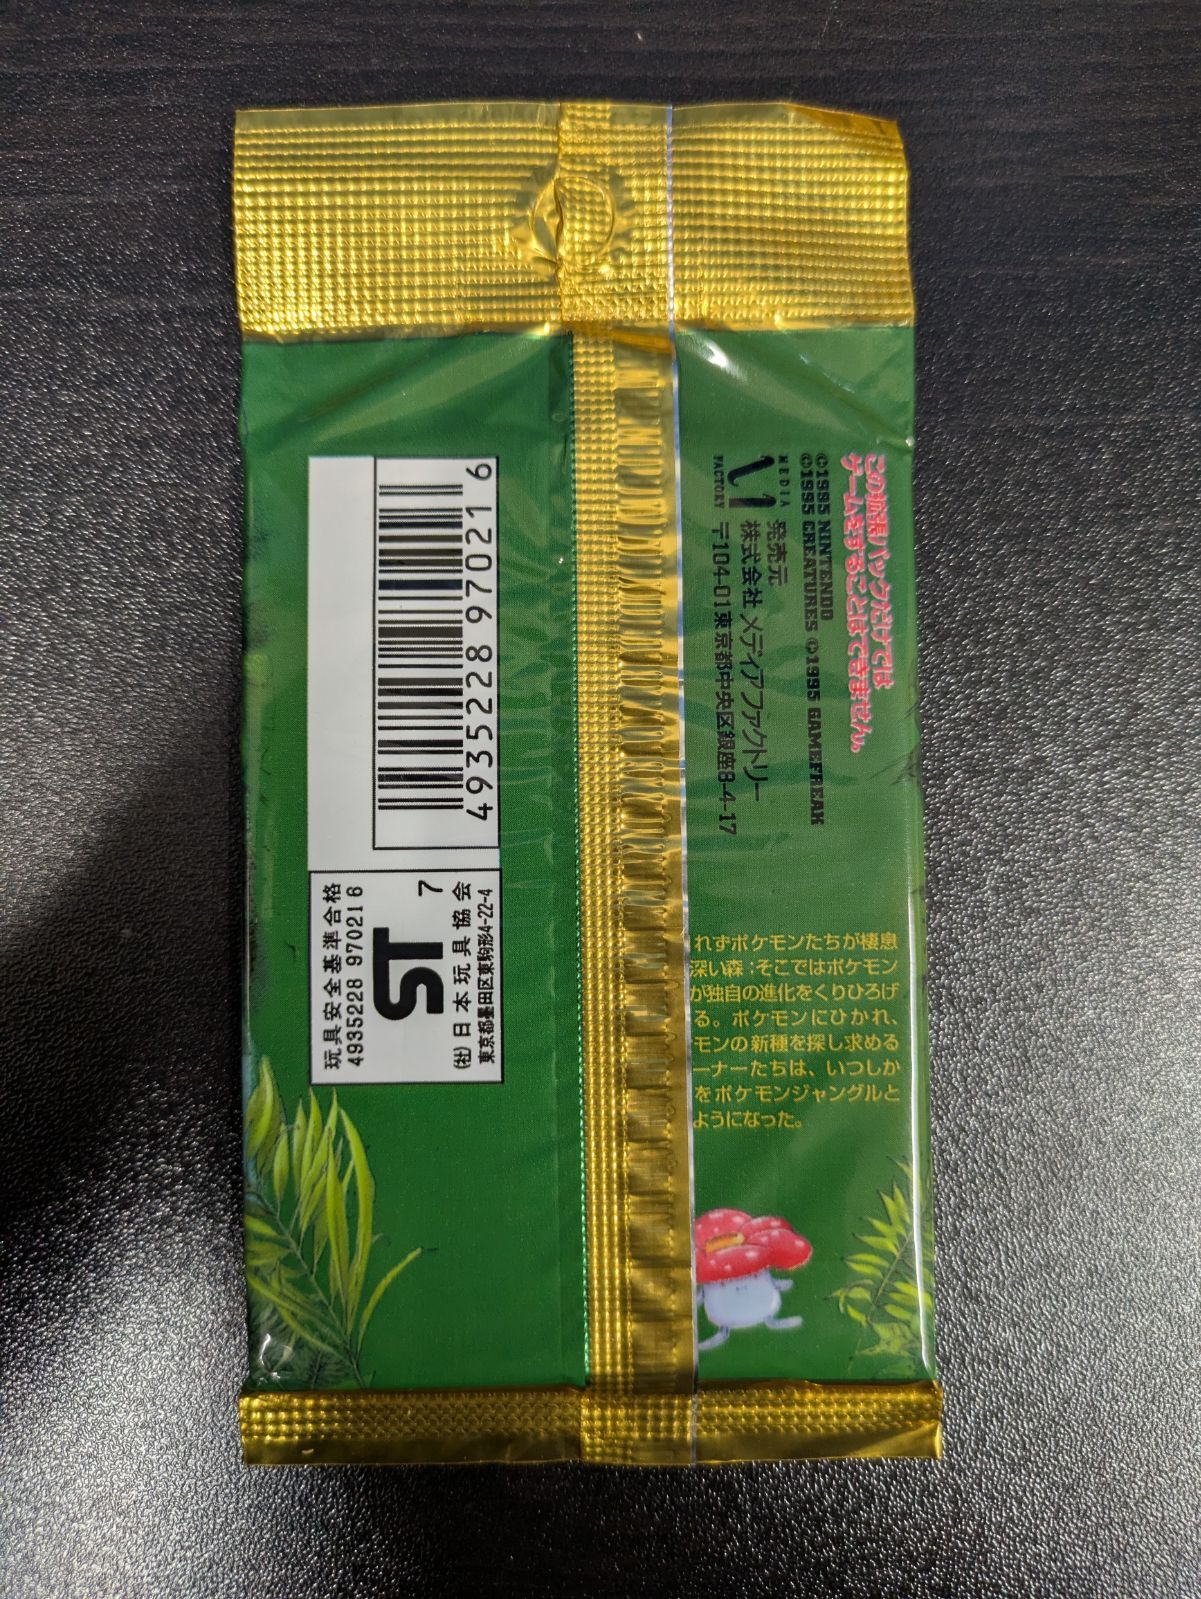 4935228970216
玩具安全基準合格
4935228 970216
ST
7
(社)日本玩具協会
東京都墨田区東駒形4-22-4
この拡張パックだけでは
ゲームをすることはできません。
©1995 NINTENDO
©1995 CREATURES ©1995 GAMEFREAK
MEDIA
FACTORY
発売元
株式会社 メディアファクトリー
〒104-01東京都中央区銀座8-4-17
れずポケモンたちが棲息
深い森:そこではポケモン
が独自の進化をくりひろげ
る。ポケモンにひかれ、
モンの新種を探し求める
ーナーたちは、いつしか
をポケモンジャングルと
ようになった。